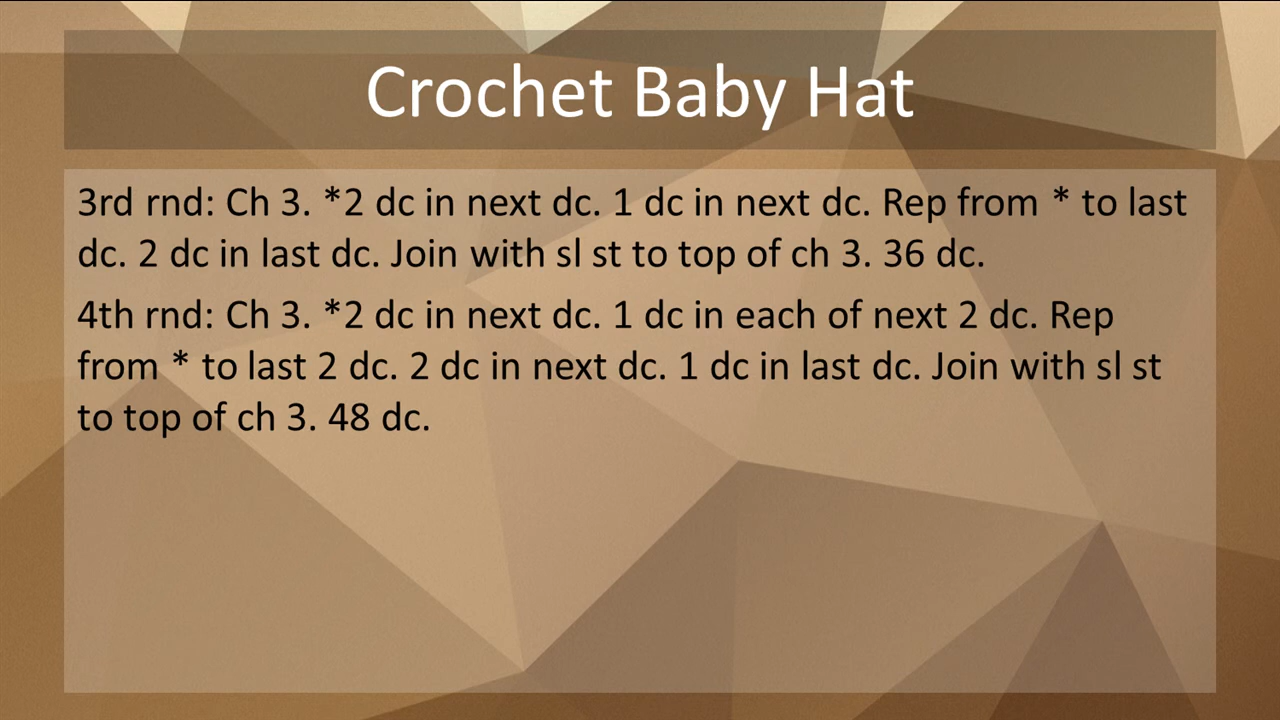 Crochet Baby Hat
3rd rnd: Ch 3. *2 dc in next dc. 1 dc in next dc. Rep from * to last
dc. 2 dc in last dc. Join with sl st to top of ch 3. 36 dc.
4th rnd: Ch 3. *2 dc in next dc. 1 dc in each of next 2 dc. Rep
from * to last 2 dc. 2 dc in next dc. 1 dc in last dc. Join with sl st
to top of ch 3. 48 dc.